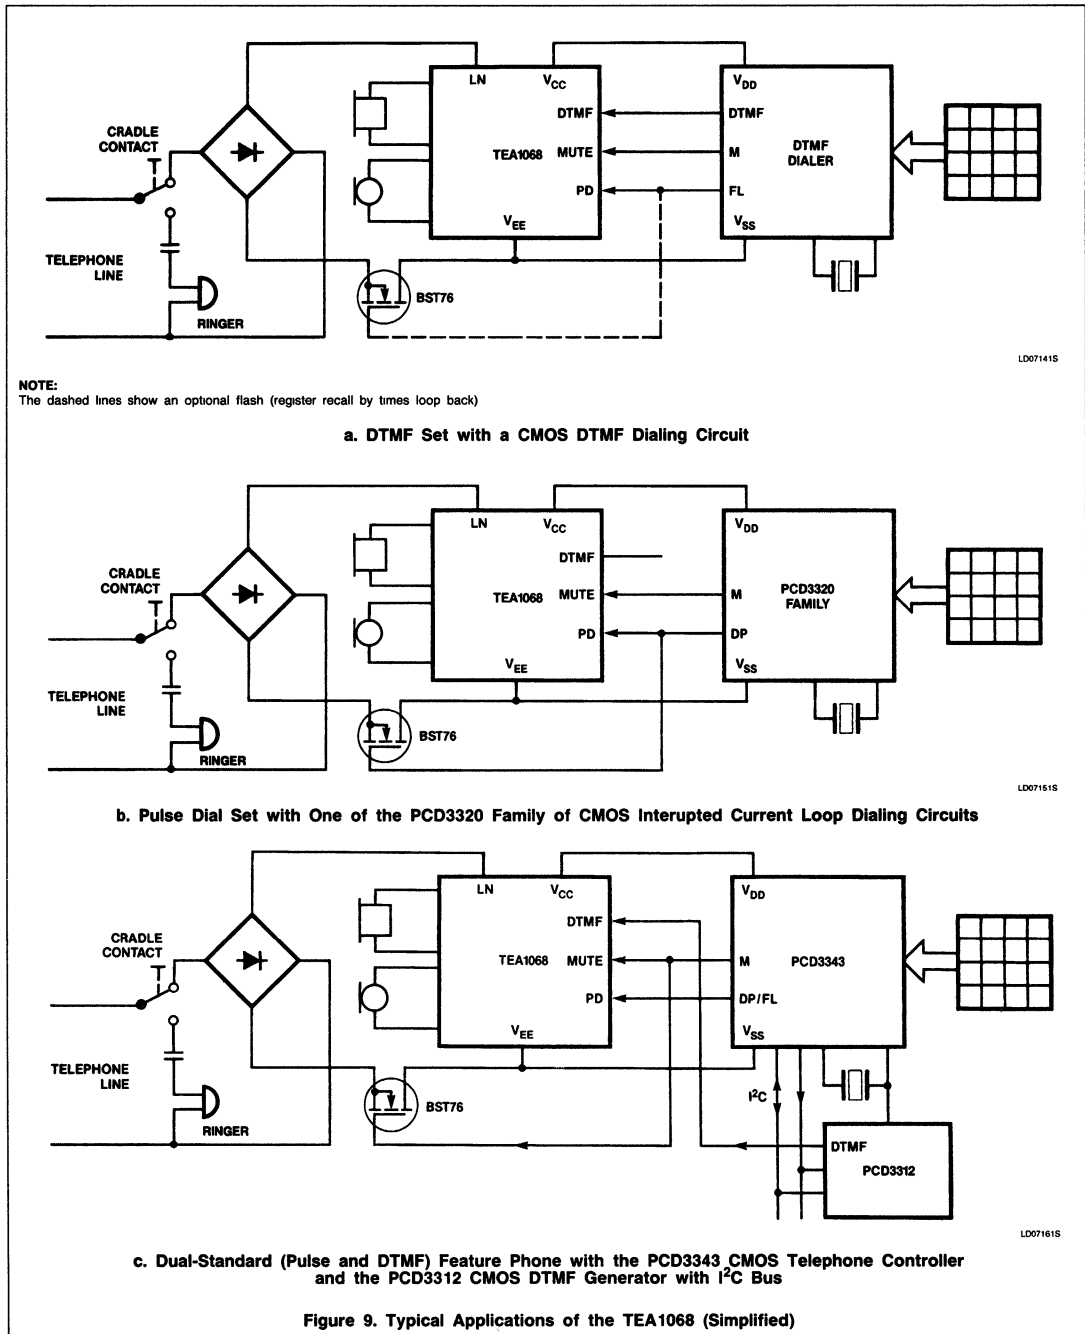 LN
VCC
VDD
DTMF
DTMF
CRADLE
CONTACT
TEA1068
MUTE
M
DTMF
DIALER
PD
FL
VEE
VSS
TELEPHONE
LINE
BST76
RINGER
LD07141S
NOTE:
The dashed lines show an optional flash (register recall by times loop back)
a. DTMF Set with a CMOS DTMF Dialing Circuit
LN
VCC
VDD
DTMF
CRADLE
CONTACT
TEA1068
MUTE
M
PCD3320
FAMILY
PD
DP
VEE
VSS
TELEPHONE
LINE
BST76
RINGER
LD07151S
b. Pulse Dial Set with One of the PCD3320 Family of CMOS Interupted Current Loop Dialing Circuits
LN
VCC
VDD
DTMF
CRADLE
CONTACT
TEA1068
MUTE
M
PCD3343
PD
DP/FL
VEE
VSS
TELEPHONE
LINE
I²C
BST76
RINGER
DTMF
PCD3312
LD07161S
c. Dual-Standard (Pulse and DTMF) Feature Phone with the PCD3343 CMOS Telephone Controller
and the PCD3312 CMOS DTMF Generator with I²C Bus
Figure 9. Typical Applications of the TEA1068 (Simplified)